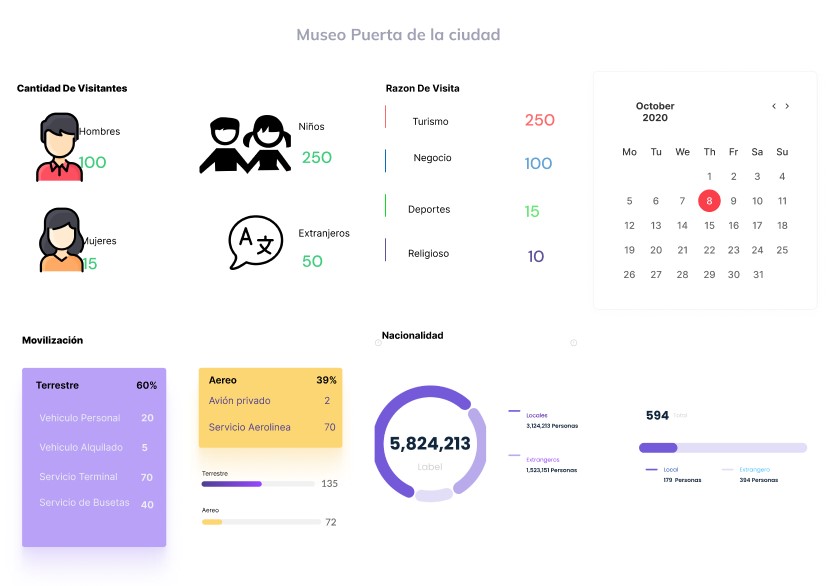 Museo Puerta de la ciudad
Cantidad De Visitantes
Hombres
100
Niños
250
Mujeres
15
Extranjeros
50
Razon De Visita
Turismo 250
Negocio 100
Deportes 15
Religioso 10
October
2020
< >
Mo Tu We Th Fr Sa Su
1 2 3 4
5 6 7 8 9 10 11
12 13 14 15 16 17 18
19 20 21 22 23 24 25
26 27 28 29 30 31
Movilización
Terrestre 60%
Vehiculo Personal 20
Vehiculo Alquilado 5
Servicio Terminal 70
Servicio de Busetas 40
Aereo 39%
Avión privado 2
Servicio Aerolinea 70
Terrestre
135
Aereo
72
Nacionalidad
5,824,213
Label
Locales
3,124,213 Personas
Extrangeros
1,523,151 Personas
594 Total
Local
179 Personas
Extrangero
394 Personas